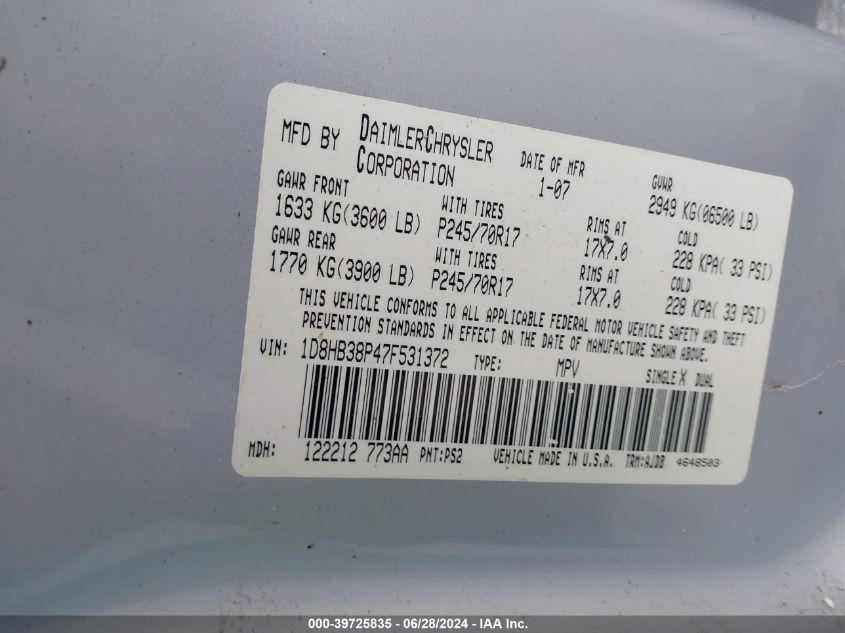 MFD BY DAIMLERCHRYSLER CORPORATION DATE OF MFR 1-07 GVWR 2949 KG(06500 LB)
GAWR FRONT WITH TIRES RIMS AT COLD
1633 KG(3600 LB) P245/70R17 17X7.0 228 KPA( 33 PSI)
GAWR REAR WITH TIRES RIMS AT COLD
1770 KG(3900 LB) P245/70R17 17X7.0 228 KPA( 33 PSI)
THIS VEHICLE CONFORMS TO ALL APPLICABLE FEDERAL MOTOR VEHICLE SAFETY AND THEFT
PREVENTION STANDARDS IN EFFECT ON THE DATE OF MANUFACTURE SHOWN ABOVE.
VIN: 1D8HB38P47F531372 TYPE: MPV SINGLE X DUAL
MDH: 122212 773AA PNT:PS2 VEHICLE MADE IN U.S.A. TRM:AJDB 4648503
000-39725835 - 06/28/2024 - IAA Inc.